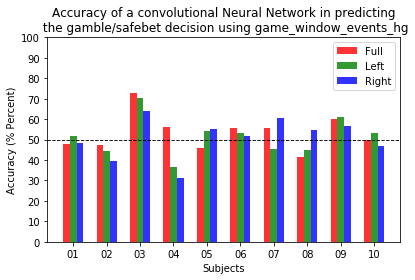 Accuracy of a convolutional Neural Network in predicting
the gamble/safebet decision using game_window_events_hg
100
90
80
70
60
50
40
30
20
10
0
Accuracy (% Percent)
Full
Left
Right
01 02 03 04 05 06 07 08 09 10
Subjects